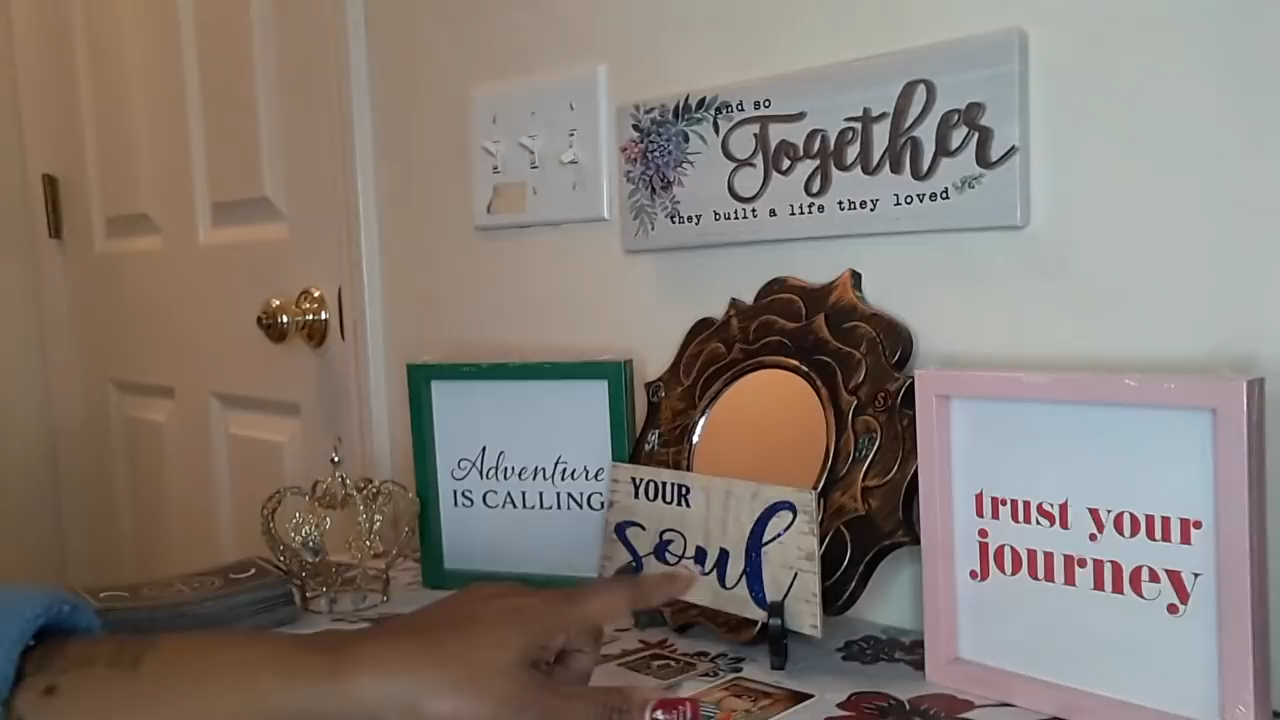 and so
Together
they built a life they loved
Adventure
IS CALLING
YOUR
soul
trust your
journey
R
S
A